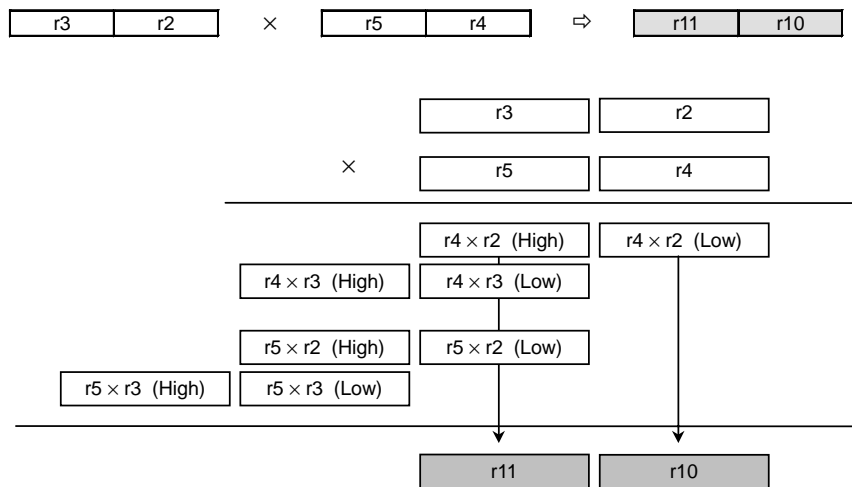 r3 r2 × r5 r4 ⇨ r11 r10
r3 r2
× r5 r4
r4 × r2 (High) r4 × r2 (Low)
r4 × r3 (High) r4 × r3 (Low)
r5 × r2 (High) r5 × r2 (Low)
r5 × r3 (High) r5 × r3 (Low)
r11 r10